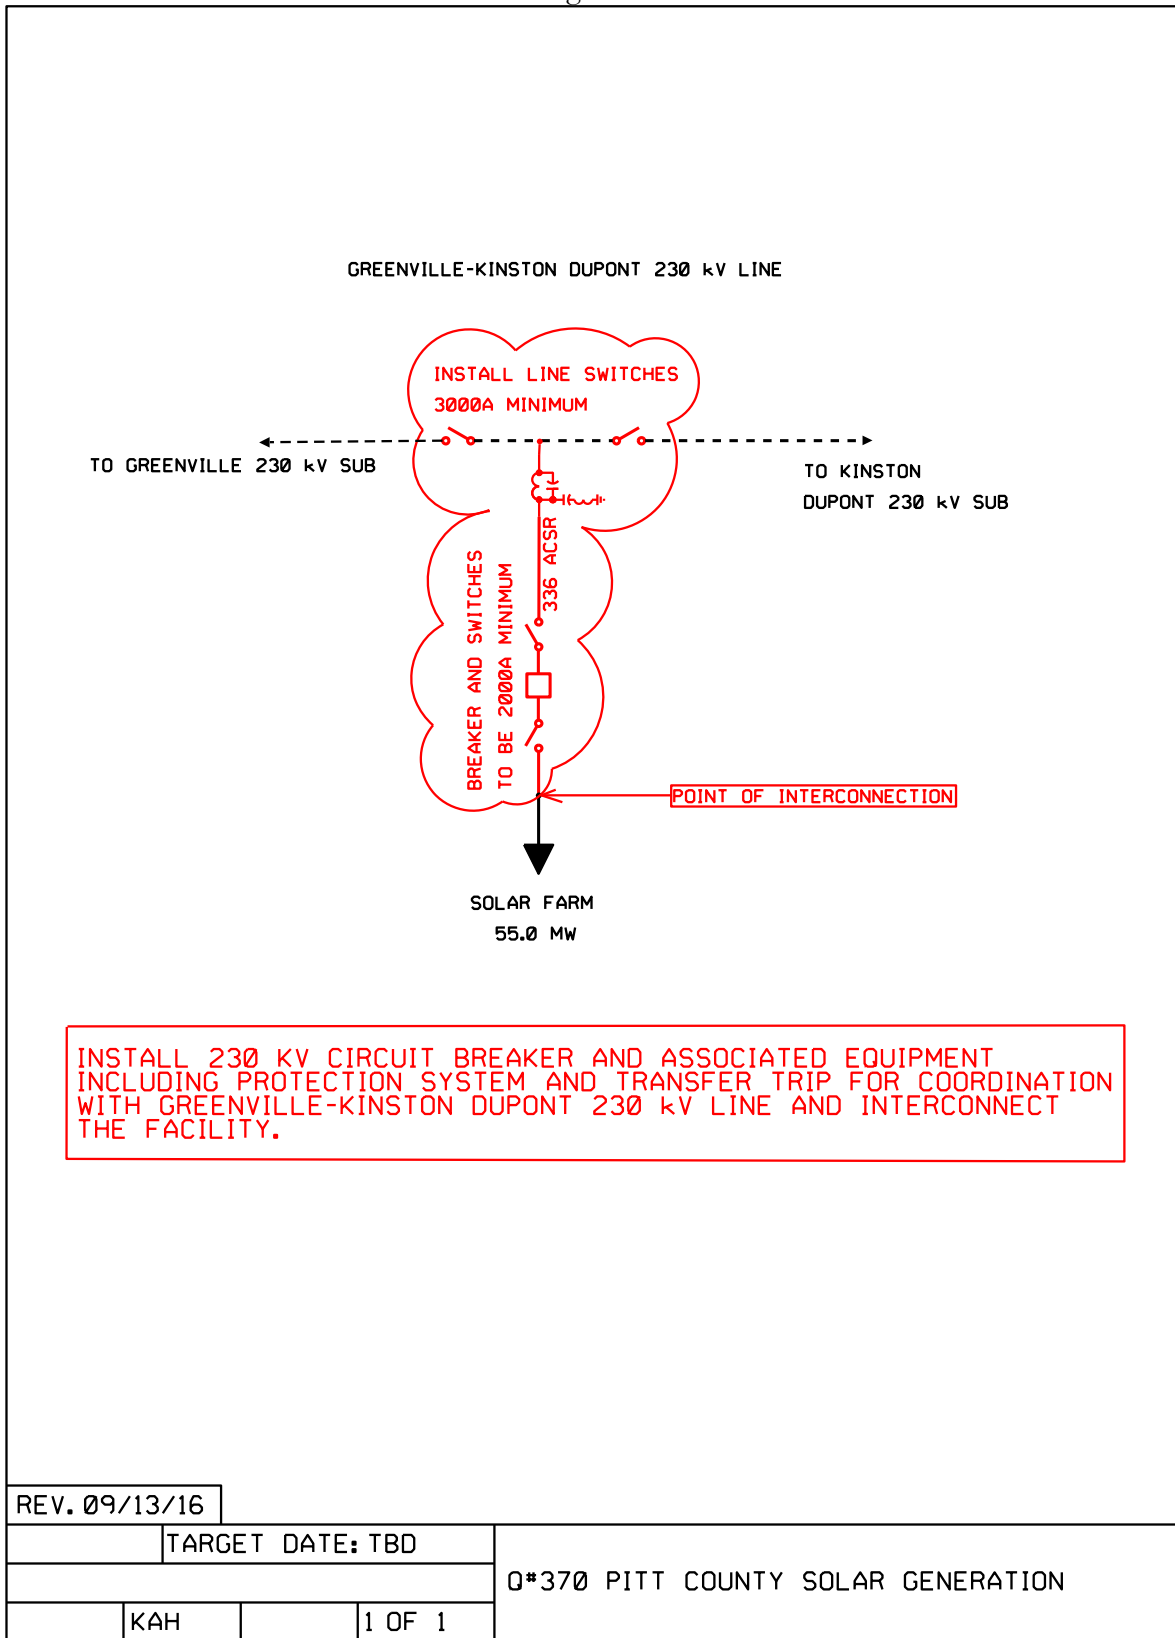 GREENVILLE-KINSTON DUPONT 230 kV LINE
INSTALL LINE SWITCHES
3000A MINIMUM
TO GREENVILLE 230 kV SUB
TO KINSTON
DUPONT 230 kV SUB
336 ACSR
BREAKER AND SWITCHES
TO BE 2000A MINIMUM
POINT OF INTERCONNECTION
SOLAR FARM
55.0 MW
INSTALL 230 KV CIRCUIT BREAKER AND ASSOCIATED EQUIPMENT
INCLUDING PROTECTION SYSTEM AND TRANSFER TRIP FOR COORDINATION
WITH GREENVILLE-KINSTON DUPONT 230 kV LINE AND INTERCONNECT
THE FACILITY.
REV. 09/13/16
TARGET DATE: TBD
Q#370 PITT COUNTY SOLAR GENERATION
KAH
1 OF 1